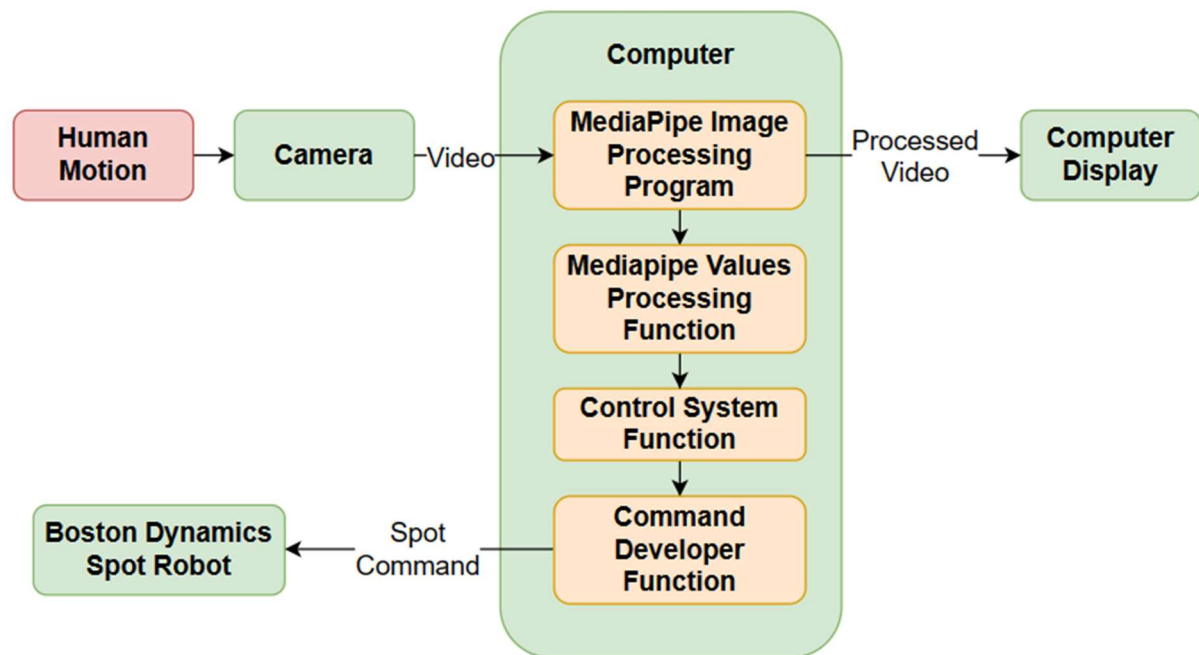 Computer
Human
Motion
Camera
Video
MediaPipe Image
Processing
Program
Processed
Video
Computer
Display
Mediapipe Values
Processing
Function
Control System
Function
Command
Developer
Function
Spot
Command
Boston Dynamics
Spot Robot